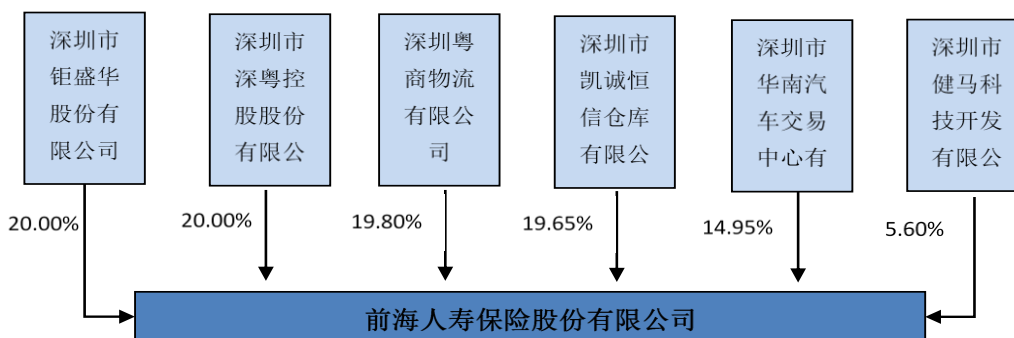 深圳市
钜盛华
股份有
限公司
深圳市
深粤控
股股份
有限公
深圳粤
商物流
有限公
司
深圳市
凯诚恒
信仓库
有限公
深圳市
华南汽
车交易
中心有
深圳市
健马科
技开发
有限公
20.00%
20.00%
19.80%
19.65%
14.95%
5.60%
前海人寿保险股份有限公司